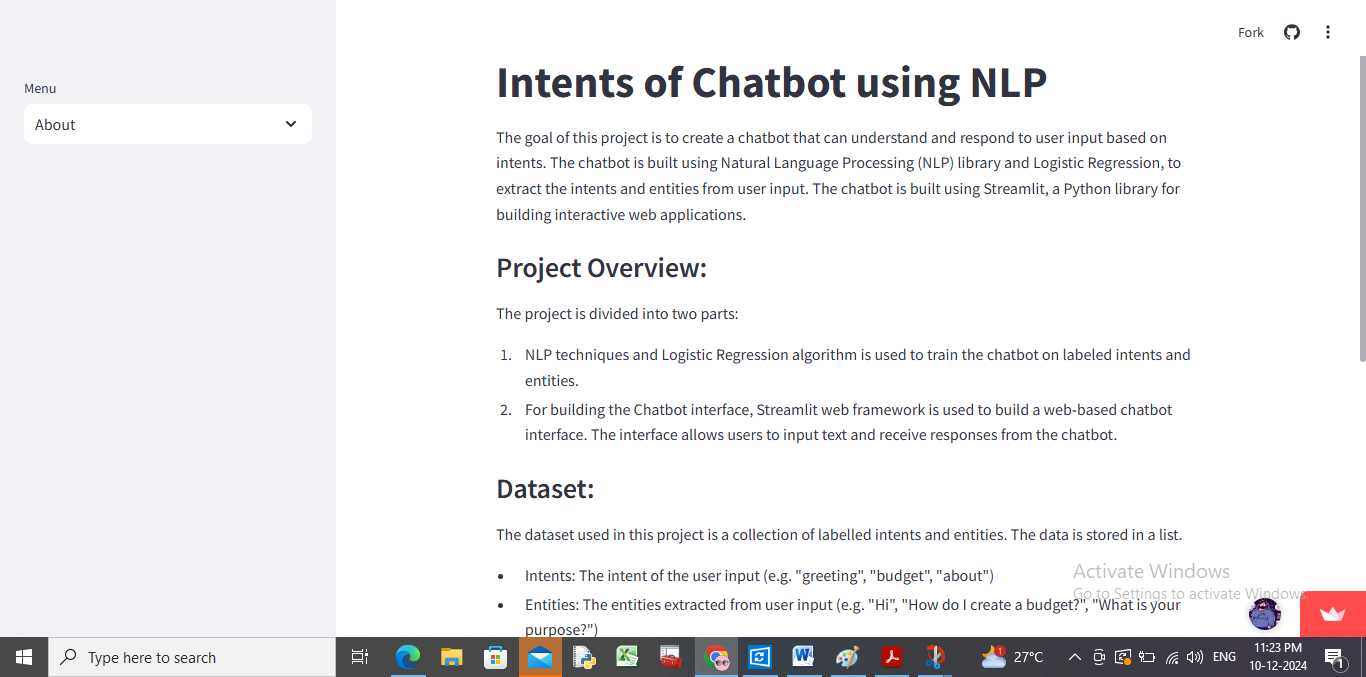 Fork
Menu
About
Intents of Chatbot using NLP
The goal of this project is to create a chatbot that can understand and respond to user input based on
intents. The chatbot is built using Natural Language Processing (NLP) library and Logistic Regression, to
extract the intents and entities from user input. The chatbot is built using Streamlit, a Python library for
building interactive web applications.
Project Overview:
The project is divided into two parts:
1. NLP techniques and Logistic Regression algorithm is used to train the chatbot on labeled intents and
entities.
2. For building the Chatbot interface, Streamlit web framework is used to build a web-based chatbot
interface. The interface allows users to input text and receive responses from the chatbot.
Dataset:
The dataset used in this project is a collection of labelled intents and entities. The data is stored in a list.
• Intents: The intent of the user input (e.g. "greeting", "budget", "about")
• Entities: The entities extracted from user input (e.g. "Hi", "How do I create a budget?", "What is your
purpose?")
Activate Windows
Go to Settings to activate Windows.
Type here to search
1
27°C
ENG
11:23 PM
10-12-2024
1